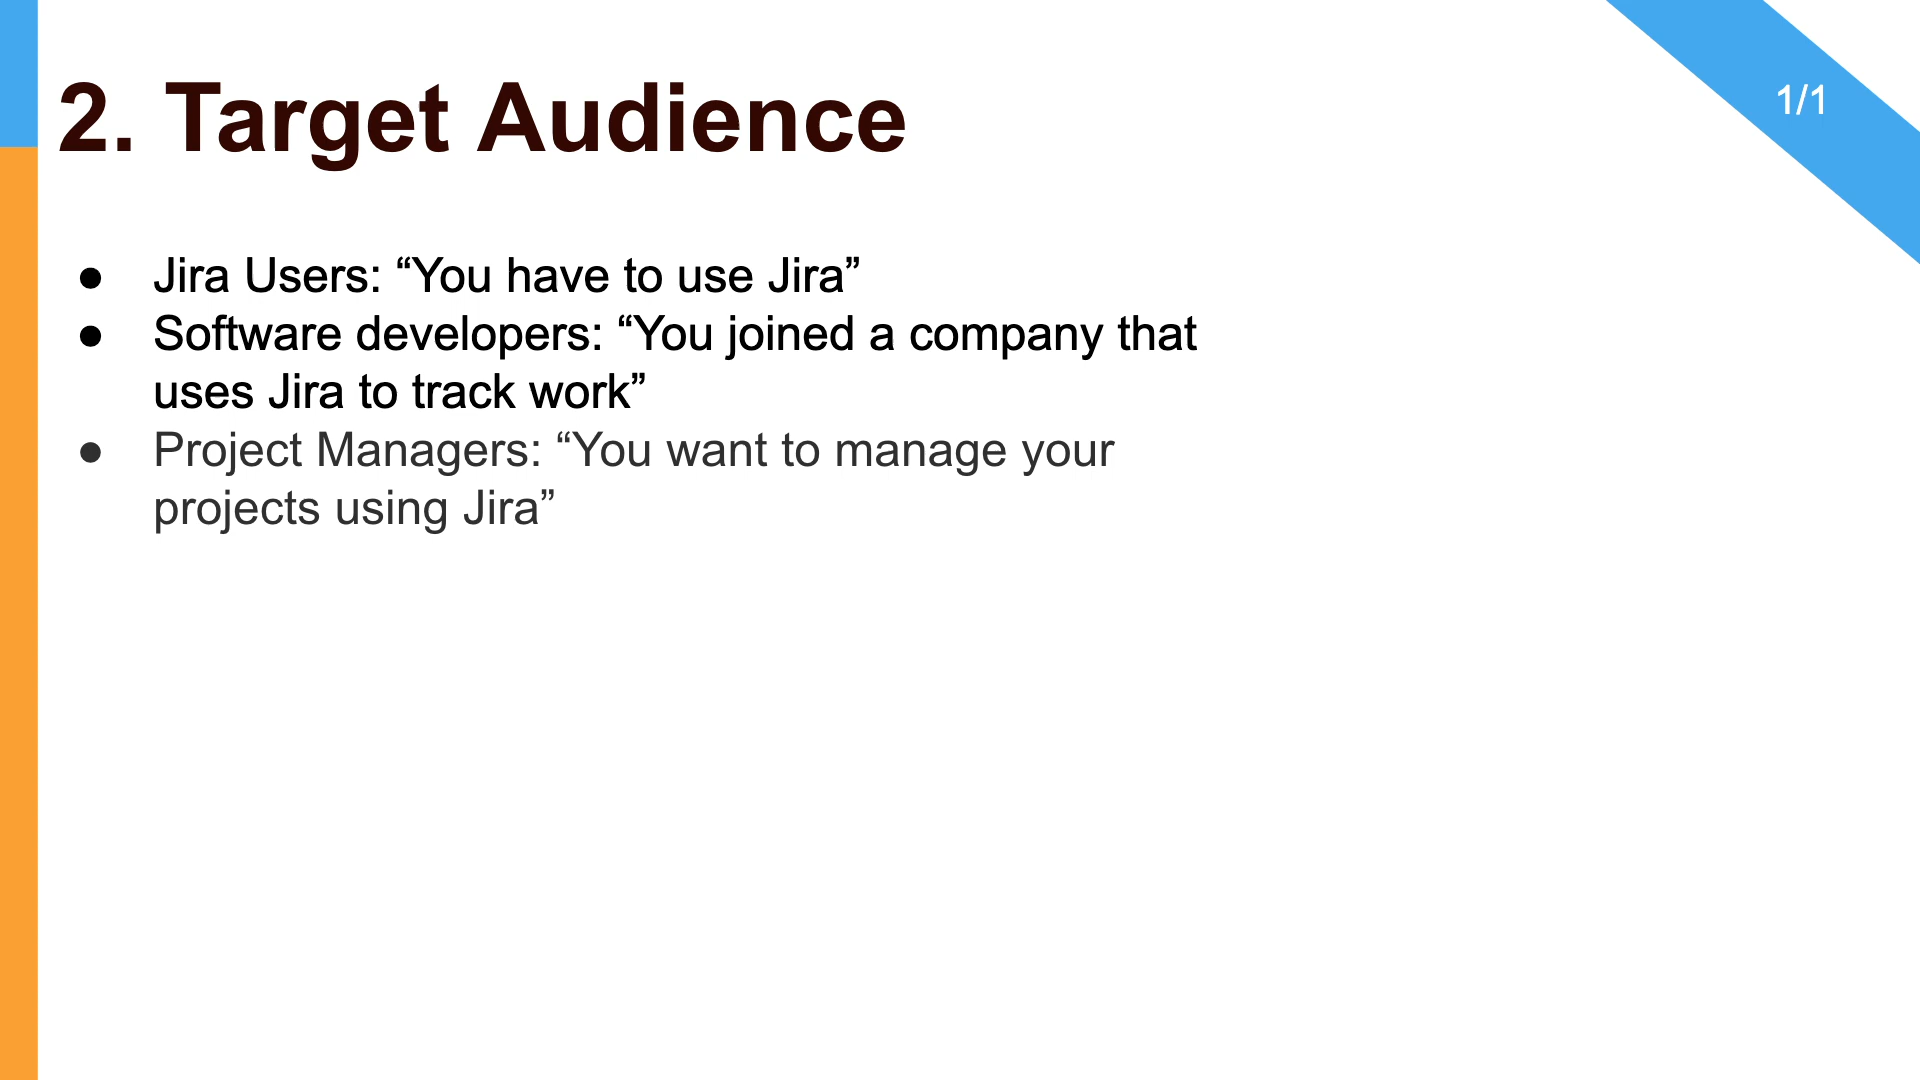 2. Target Audience
1/1
● Jira Users: “You have to use Jira”
● Software developers: “You joined a company that
uses Jira to track work”
● Project Managers: “You want to manage your
projects using Jira”